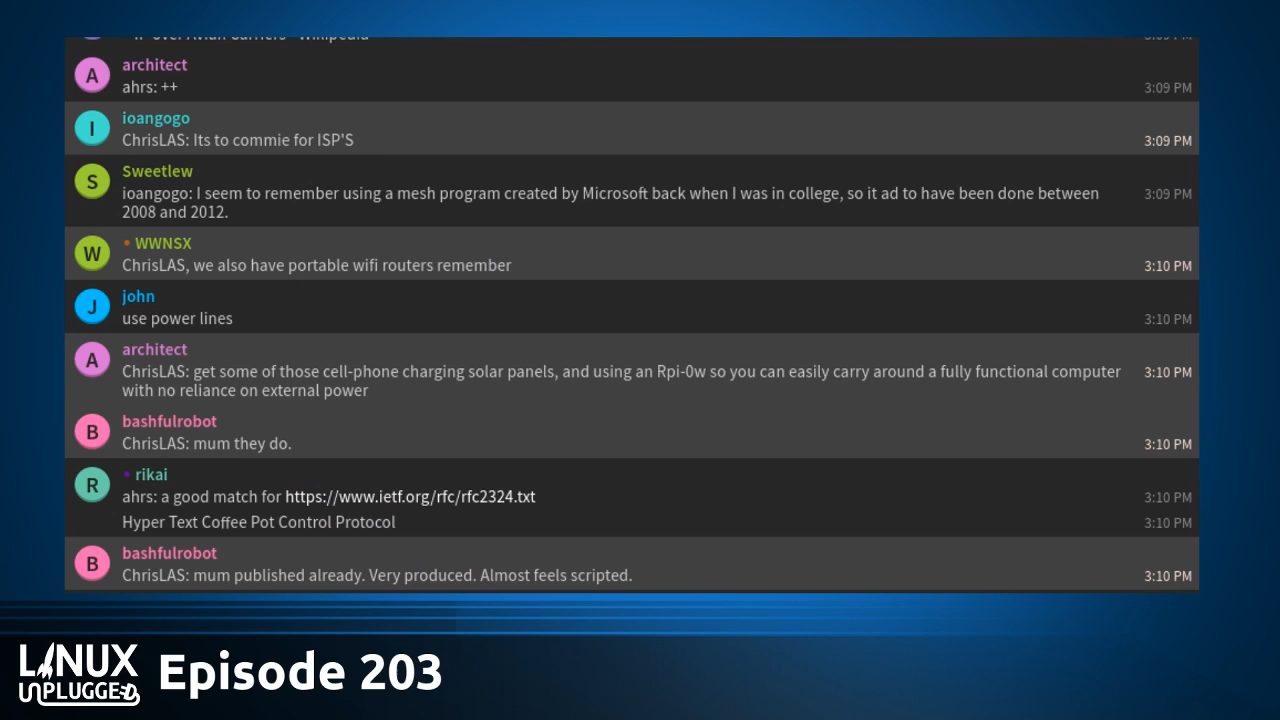 over Avian Carriers - Wikipedia
3:09 PM
A
architect
ahrs: ++
3:09 PM
I
ioangogo
ChrisLAS: Its to commie for ISP'S
3:09 PM
S
Sweetlew
ioangogo: I seem to remember using a mesh program created by Microsoft back when I was in college, so it ad to have been done between
3:09 PM
2008 and 2012.
W
WWNSX
ChrisLAS, we also have portable wifi routers remember
3:10 PM
J
john
use power lines
3:10 PM
A
architect
ChrisLAS: get some of those cell-phone charging solar panels, and using an Rpi-0w so you can easily carry around a fully functional computer
3:10 PM
with no reliance on external power
B
bashfulrobot
ChrisLAS: mum they do.
3:10 PM
R
rikai
ahrs: a good match for https://www.ietf.org/rfc/rfc2324.txt
3:10 PM
Hyper Text Coffee Pot Control Protocol
3:10 PM
B
bashfulrobot
ChrisLAS: mum published already. Very produced. Almost feels scripted.
3:10 PM
LINUX
UNPLUGGED
Episode 203